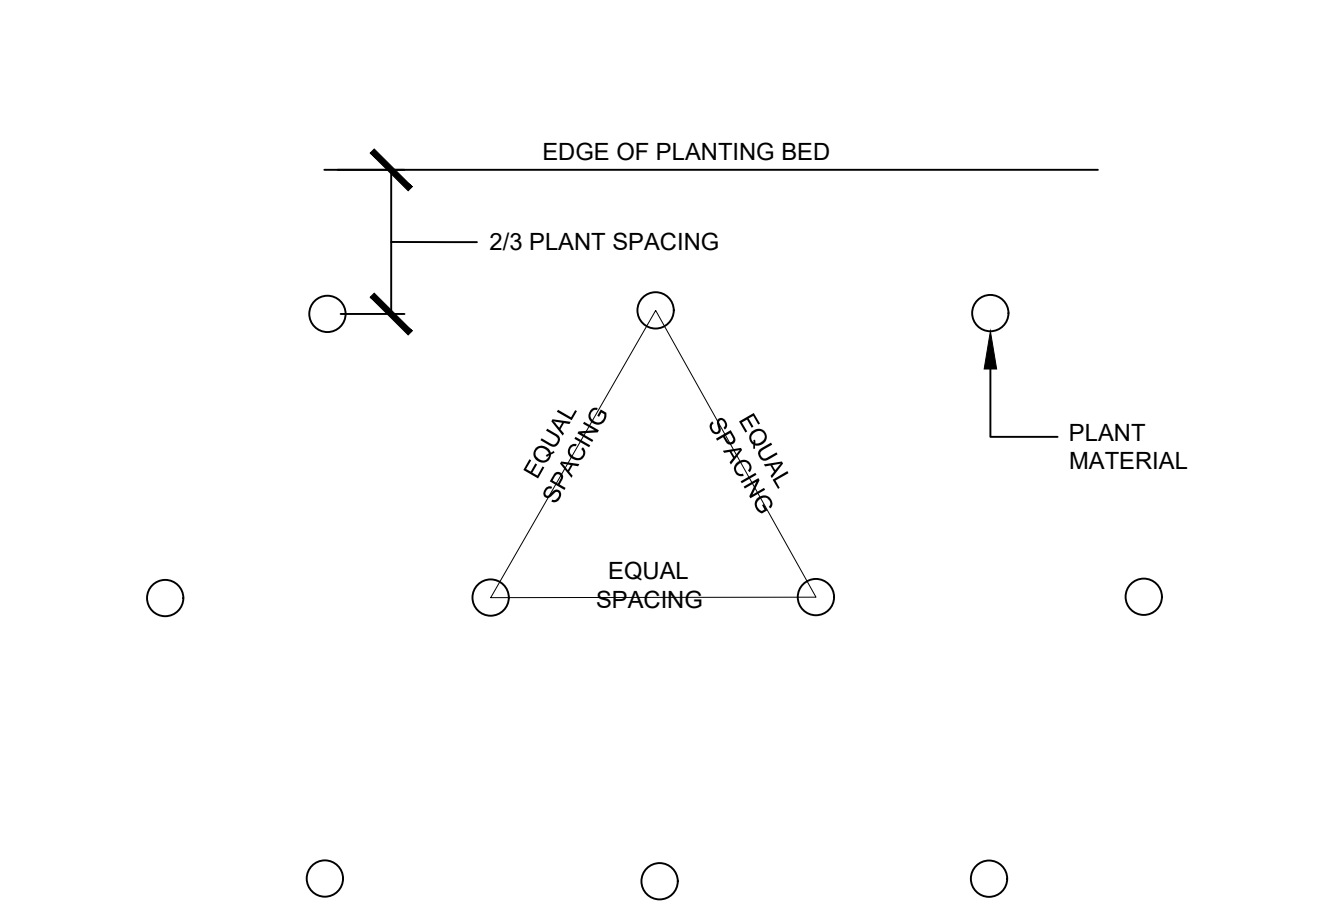 EDGE OF PLANTING BED
2/3 PLANT SPACING
EQUAL
SPACING
EQUAL
SPACING
PLANT
MATERIAL
EQUAL
SPACING